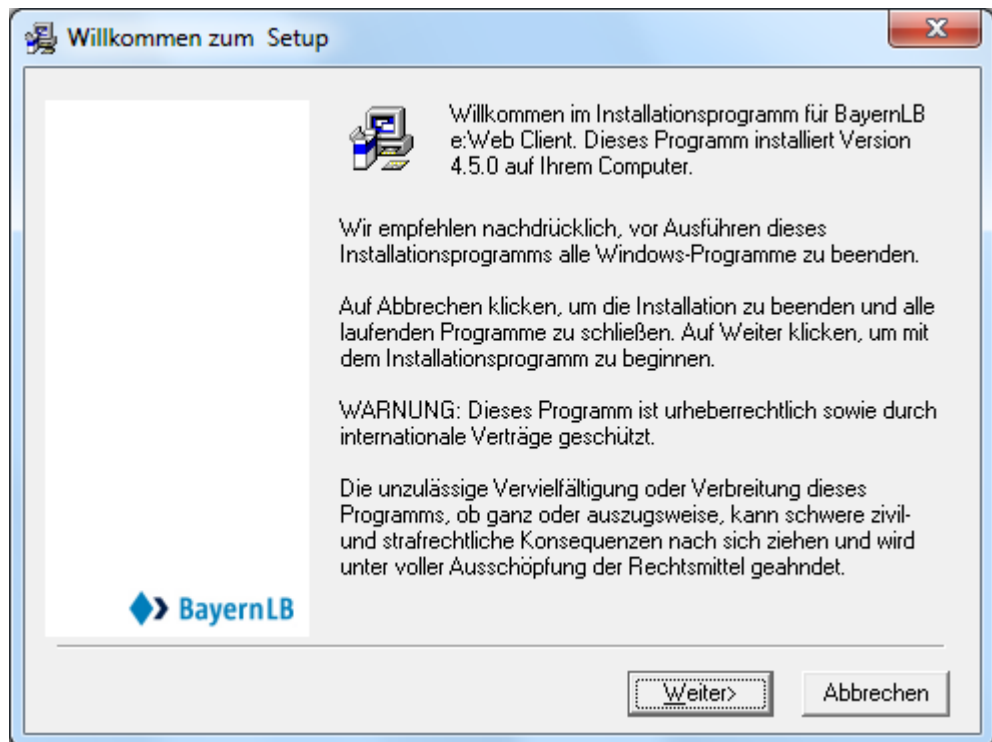 Willkommen zum  Setup
Willkommen im Installationsprogramm für BayernLB
e:Web Client. Dieses Programm installiert Version
4.5.0 auf Ihrem Computer.
Wir empfehlen nachdrücklich, vor Ausführen dieses
Installationsprogramms alle Windows-Programme zu beenden.
Auf Abbrechen klicken, um die Installation zu beenden und alle
laufenden Programme zu schließen. Auf Weiter klicken, um mit
dem Installationsprogramm zu beginnen.
WARNUNG: Dieses Programm ist urheberrechtlich sowie durch
internationale Verträge geschützt.
Die unzulässige Vervielfältigung oder Verbreitung dieses
Programms, ob ganz oder auszugsweise, kann schwere zivil-
und strafrechtliche Konsequenzen nach sich ziehen und wird
unter voller Ausschöpfung der Rechtsmittel geahndet.
BayernLB
Weiter>
Abbrechen